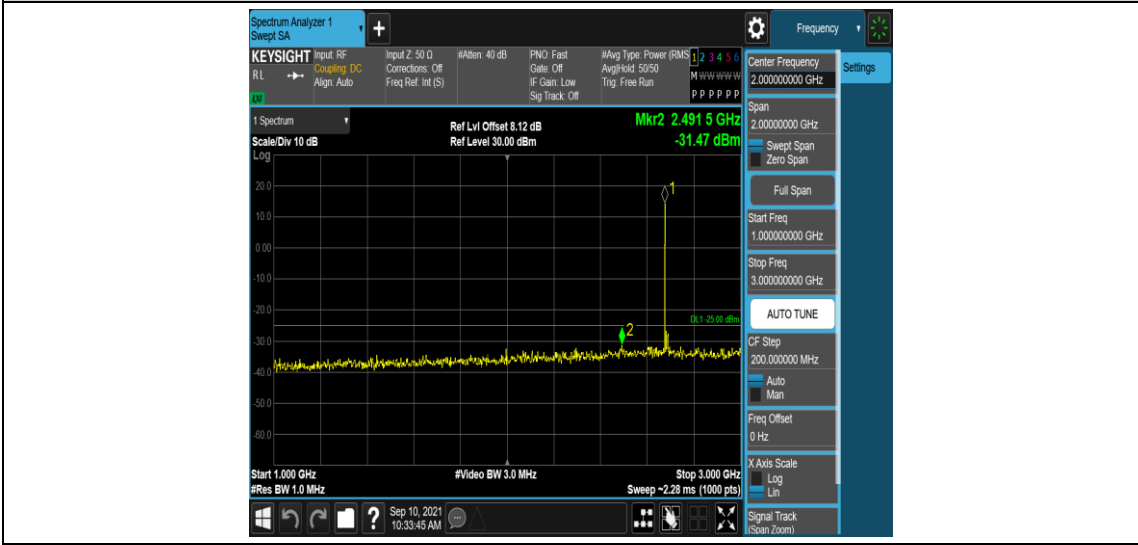 Spectrum Analyzer 1
Swept SA
+
Frequency
KEYSIGHT
RL
Input: RF
Coupling: DC
Align: Auto
Input Z: 50 Ω
Corrections: Off
Freq Ref: Int (S)
#Atten: 40 dB
PNO: Fast
Gate: Off
IF Gain: Low
Sig Track: Off
#Avg Type: Power (RMS
Avg|Hold: 50/50
Trig: Free Run
1 2 3 4 5 6
M W W W W W
P P P P P P
1 Spectrum
Ref Lvl Offset 8.12 dB
Mkr2 2.491 5 GHz
Scale/Div 10 dB
Ref Level 30.00 dBm
-31.47 dBm
Log
20.0
10.0
0.00
-10.0
-20.0
-30.0
-40.0
-50.0
-60.0
1
2
DL1 -25.00 dBm
Start 1.000 GHz
#Video BW 3.0 MHz
Stop 3.000 GHz
#Res BW 1.0 MHz
Sweep ~2.28 ms (1000 pts)
?
Sep 10, 2021
10:33:45 AM
Center Frequency
2.000000000 GHz
Settings
Span
2.00000000 GHz
Swept Span
Zero Span
Full Span
Start Freq
1.000000000 GHz
Stop Freq
3.000000000 GHz
AUTO TUNE
CF Step
200.000000 MHz
Auto
Man
Freq Offset
0 Hz
X Axis Scale
Log
Lin
Signal Track
(Span Zoom)